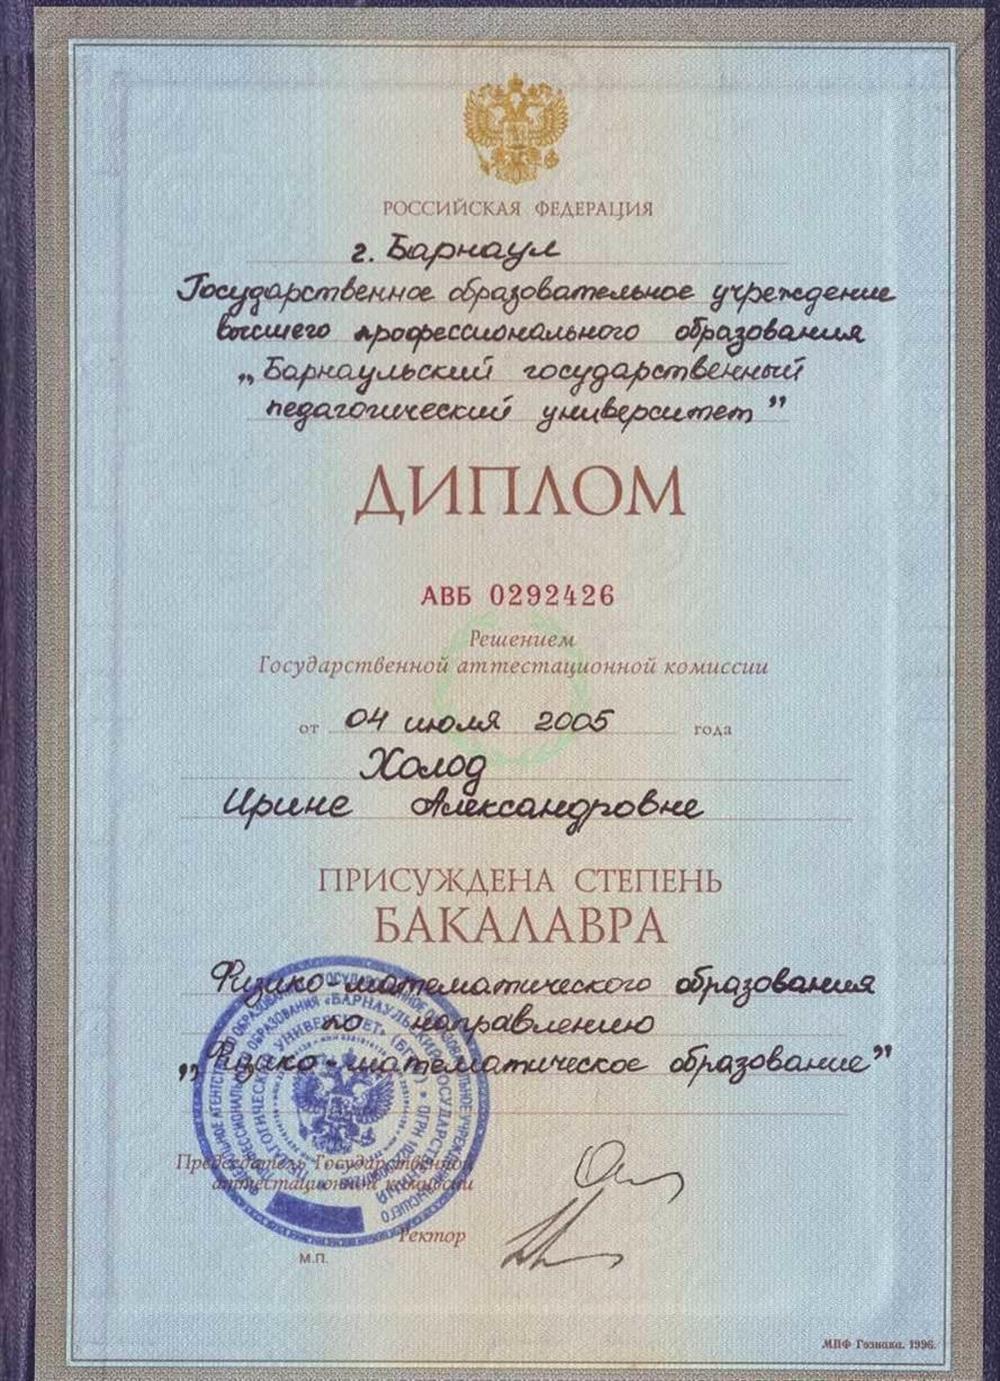 РОССИЙСКАЯ ФЕДЕРАЦИЯ
г. Барнаул
Государственное образовательное учреждение
высшего профессионального образования
„Барнаульский государственный
педагогический университет"
ДИПЛОМ
АВБ 0292426
Решением
Государственной аттестационной комиссии
от 04 июля 2005 года
Холод
Ирине Александровне
ПРИСУЖДЕНА СТЕПЕНЬ
БАКАЛАВРА
Физико-математического образования
по направлению
„Физико-математическое образование"
Председатель Государственной
аттестационной комиссии
Ректор
М.П.
МПФ Гознака. 1996.